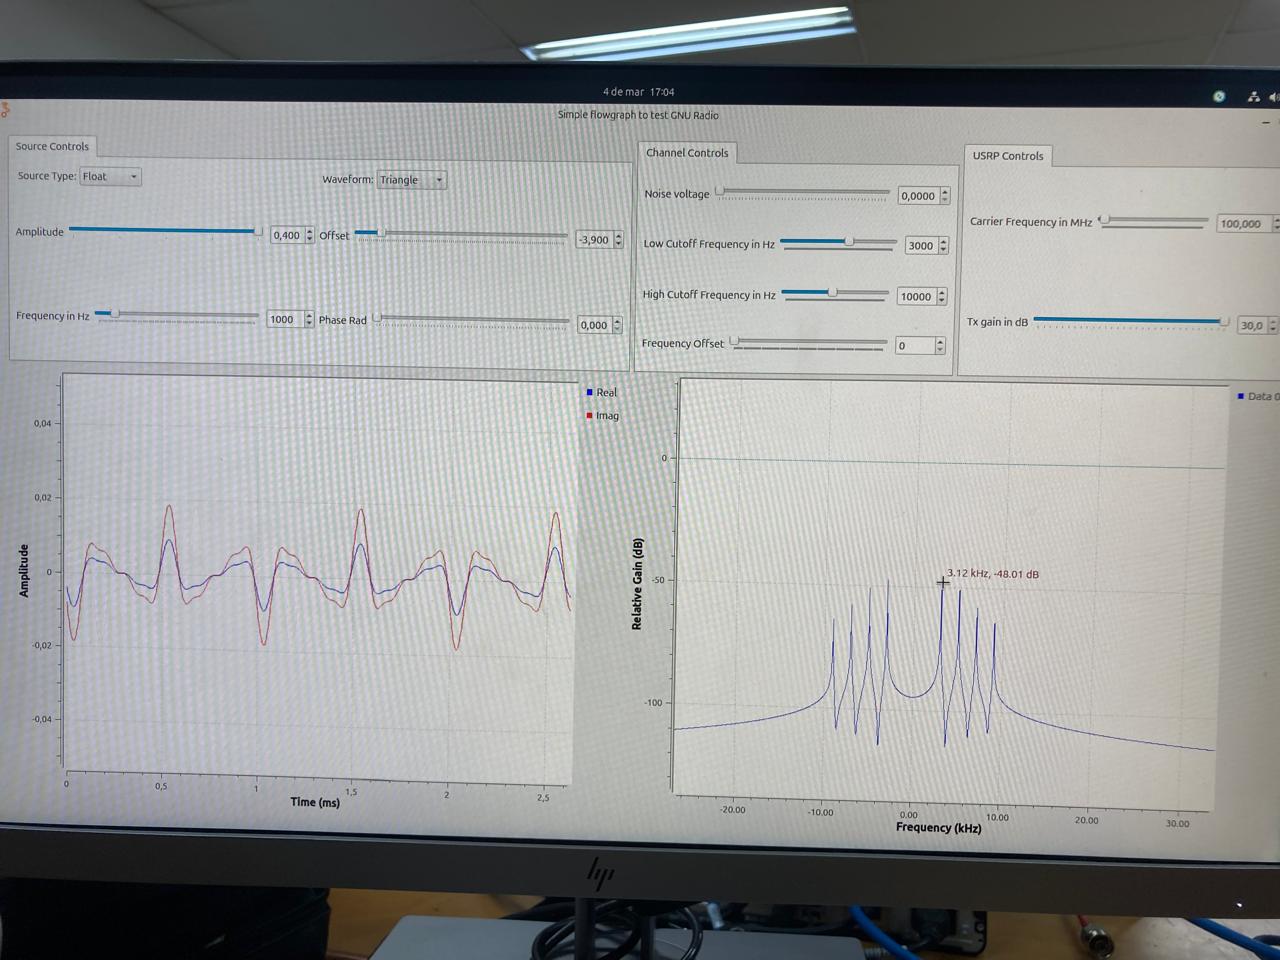 4 de mar 17:04
Simple flowgraph to test GNU Radio
Source Controls
Source Type: Float
Waveform: Triangle
Amplitude 0,400
Offset -3,900
Frequency in Hz 1000
Phase Rad 0,000
Channel Controls
Noise voltage 0,0000
Low Cutoff Frequency in Hz 3000
High Cutoff Frequency in Hz 10000
Frequency Offset 0
USRP Controls
Carrier Frequency in MHz 100,000
Tx gain in dB 30,0
Real
Imag
Amplitude
0,04
0,02
0
-0,02
-0,04
0 0,5 1 1,5 2 2,5
Time (ms)
Data 0
Relative Gain (dB)
0
-50
-100
3.12 kHz, -48.01 dB
-20.00 -10.00 0.00 10.00 20.00 30.00
Frequency (kHz)
hp